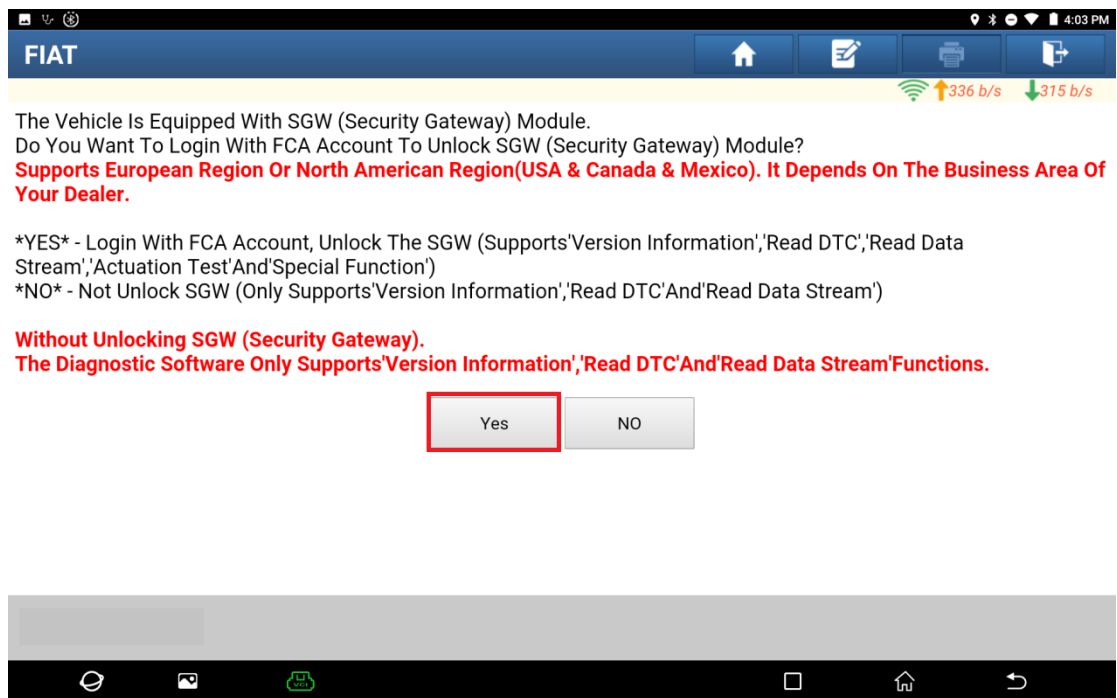 4:03 PM
FIAT
336 b/s 315 b/s
The Vehicle Is Equipped With SGW (Security Gateway) Module.
Do You Want To Login With FCA Account To Unlock SGW (Security Gateway) Module?
Supports European Region Or North American Region(USA & Canada & Mexico). It Depends On The Business Area Of
Your Dealer.
*YES* - Login With FCA Account, Unlock The SGW (Supports'Version Information','Read DTC','Read Data
Stream','Actuation Test'And'Special Function')
*NO* - Not Unlock SGW (Only Supports'Version Information','Read DTC'And'Read Data Stream')
Without Unlocking SGW (Security Gateway).
The Diagnostic Software Only Supports'Version Information','Read DTC'And'Read Data Stream'Functions.
Yes NO
VCI